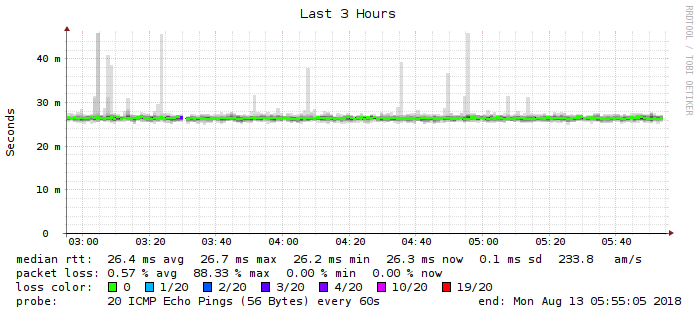 Last 3 Hours
RRDTOOL / TOBI OETIKER
Seconds
40 m
30 m
20 m
10 m
0
03:00 03:20 03:40 04:00 04:20 04:40 05:00 05:20 05:40
median rtt: 26.4 ms avg 26.7 ms max 26.2 ms min 26.3 ms now 0.1 ms sd 233.8 am/s
packet loss: 0.57 % avg 88.33 % max 0.00 % min 0.00 % now
loss color: 0 1/20 2/20 3/20 4/20 10/20 19/20
probe: 20 ICMP Echo Pings (56 Bytes) every 60s end: Mon Aug 13 05:55:05 2018